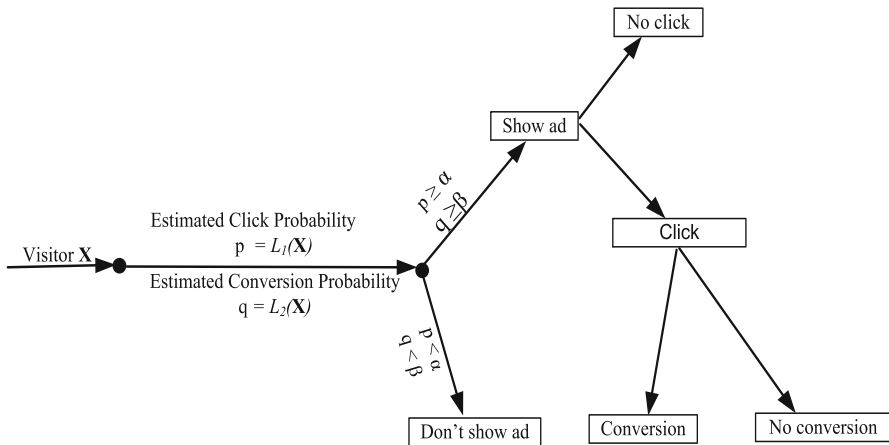 No click
Show ad
p ≥ α
q ≥ β
Estimated Click Probability
p = L₁(X)
Click
Visitor X
Estimated Conversion Probability
q = L₂(X)
p < α
q < β
Don't show ad
Conversion
No conversion